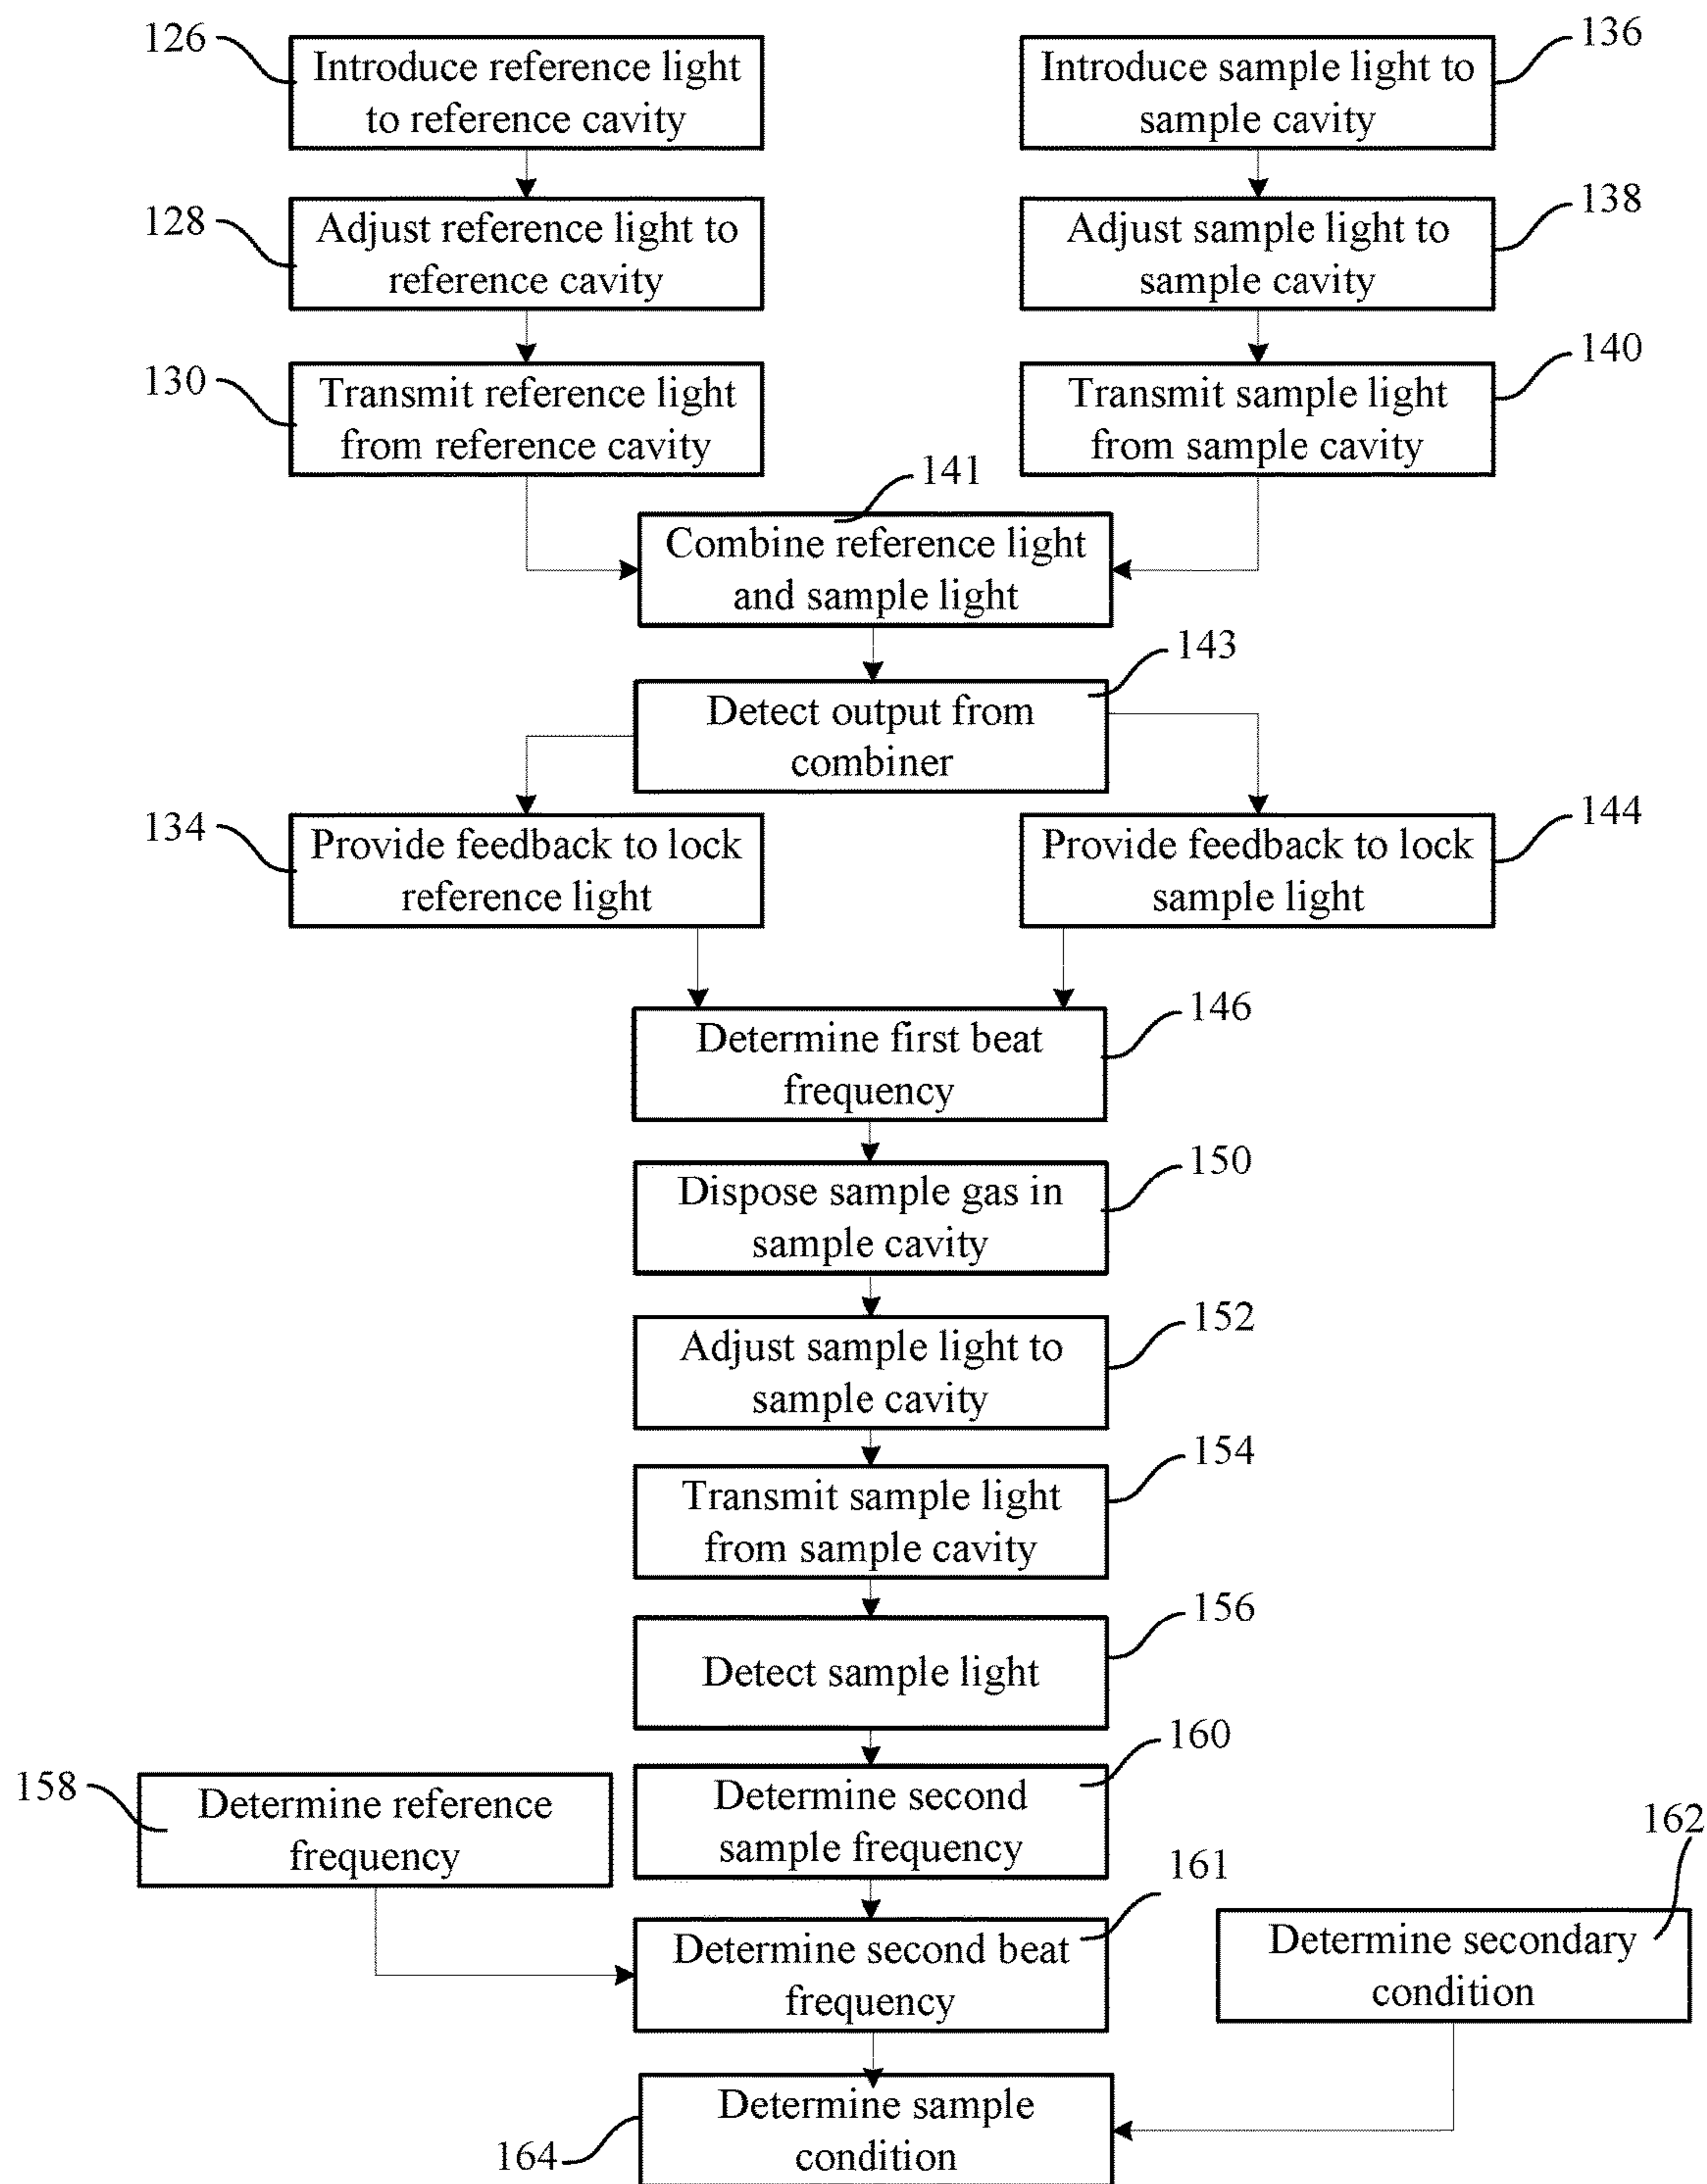 126
Introduce reference light
to reference cavity
136
Introduce sample light to
sample cavity
128
Adjust reference light to
reference cavity
138
Adjust sample light to
sample cavity
130
Transmit reference light
from reference cavity
140
Transmit sample light
from sample cavity
141
Combine reference light
and sample light
143
Detect output from
combiner
134
Provide feedback to lock
reference light
144
Provide feedback to lock
sample light
146
Determine first beat
frequency
150
Dispose sample gas in
sample cavity
152
Adjust sample light to
sample cavity
154
Transmit sample light
from sample cavity
156
Detect sample light
160
Determine second
sample frequency
158
Determine reference
frequency
161
Determine second beat
frequency
162
Determine secondary
condition
164
Determine sample
condition